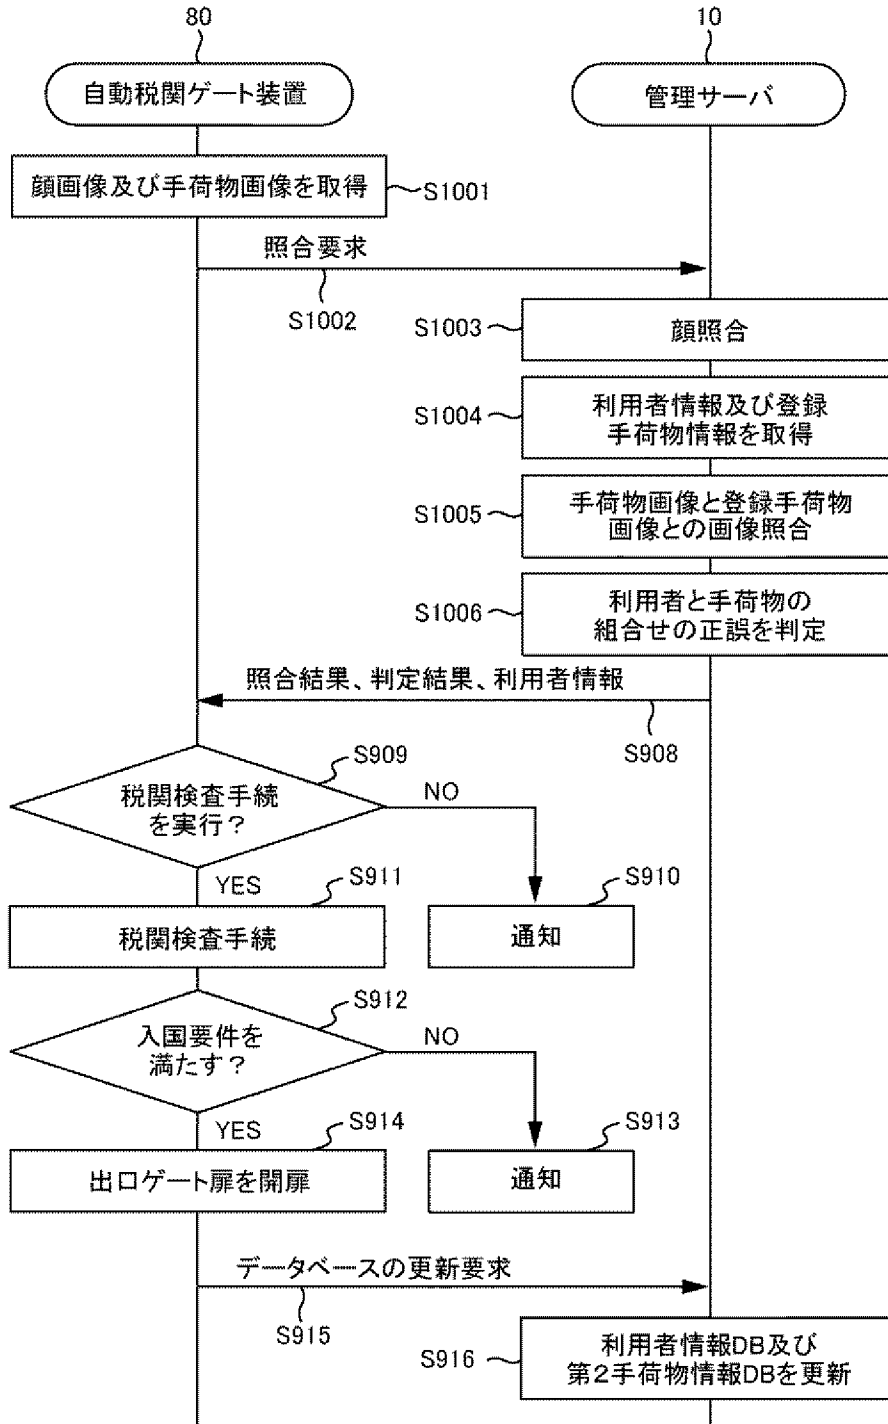 80
10
自動税関ゲート装置
管理サーバ
顔画像及び手荷物画像を取得
S1001
照合要求
S1002
S1003
顔照合
S1004
利用者情報及び登録
手荷物情報を取得
S1005
手荷物画像と登録手荷物
画像との画像照合
S1006
利用者と手荷物の
組合せの正誤を判定
照合結果、判定結果、利用者情報
S908
S909
税関検査手続
を実行？
NO
YES
S911
S910
税関検査手続
通知
S912
入国要件を
満たす？
NO
YES
S914
S913
出口ゲート扉を開扉
通知
データベースの更新要求
S915
S916
利用者情報DB及び
第2手荷物情報DBを更新